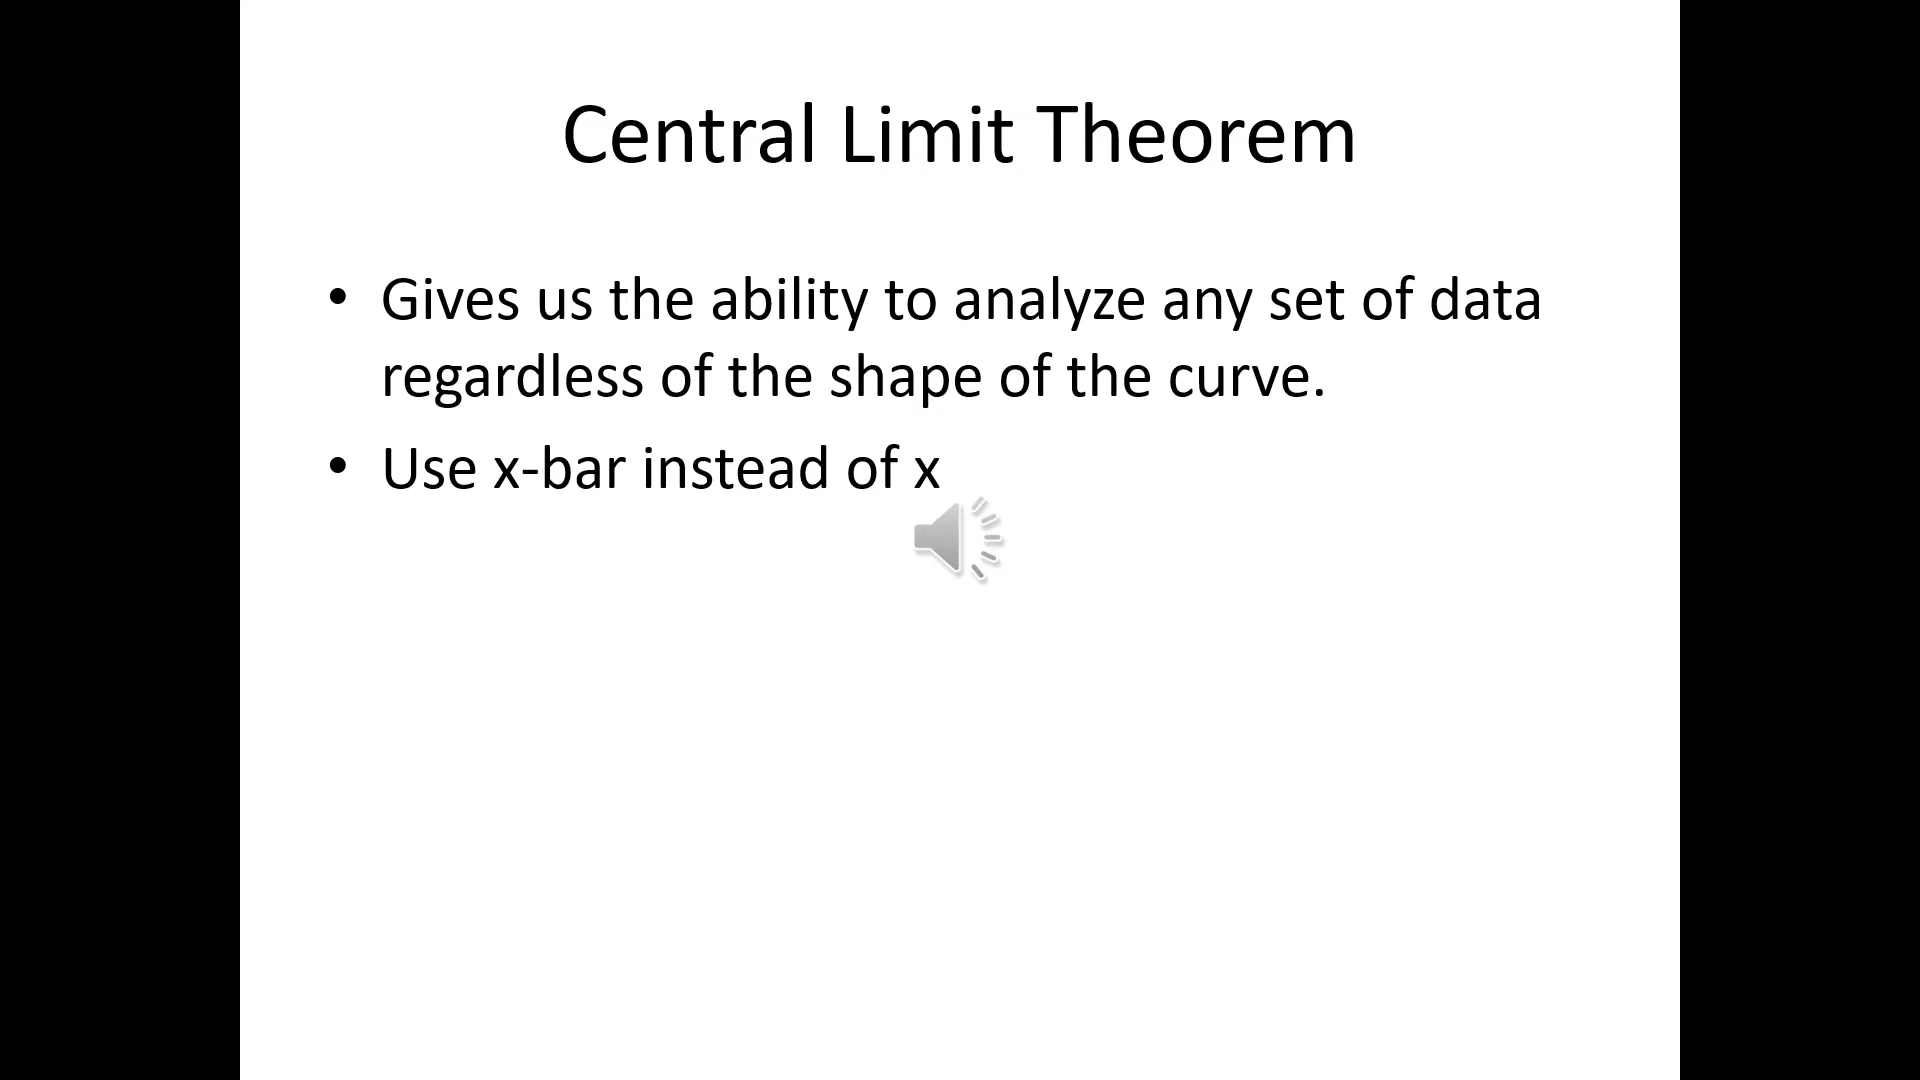 Central Limit Theorem
• Gives us the ability to analyze any set of data
regardless of the shape of the curve.
• Use x-bar instead of x